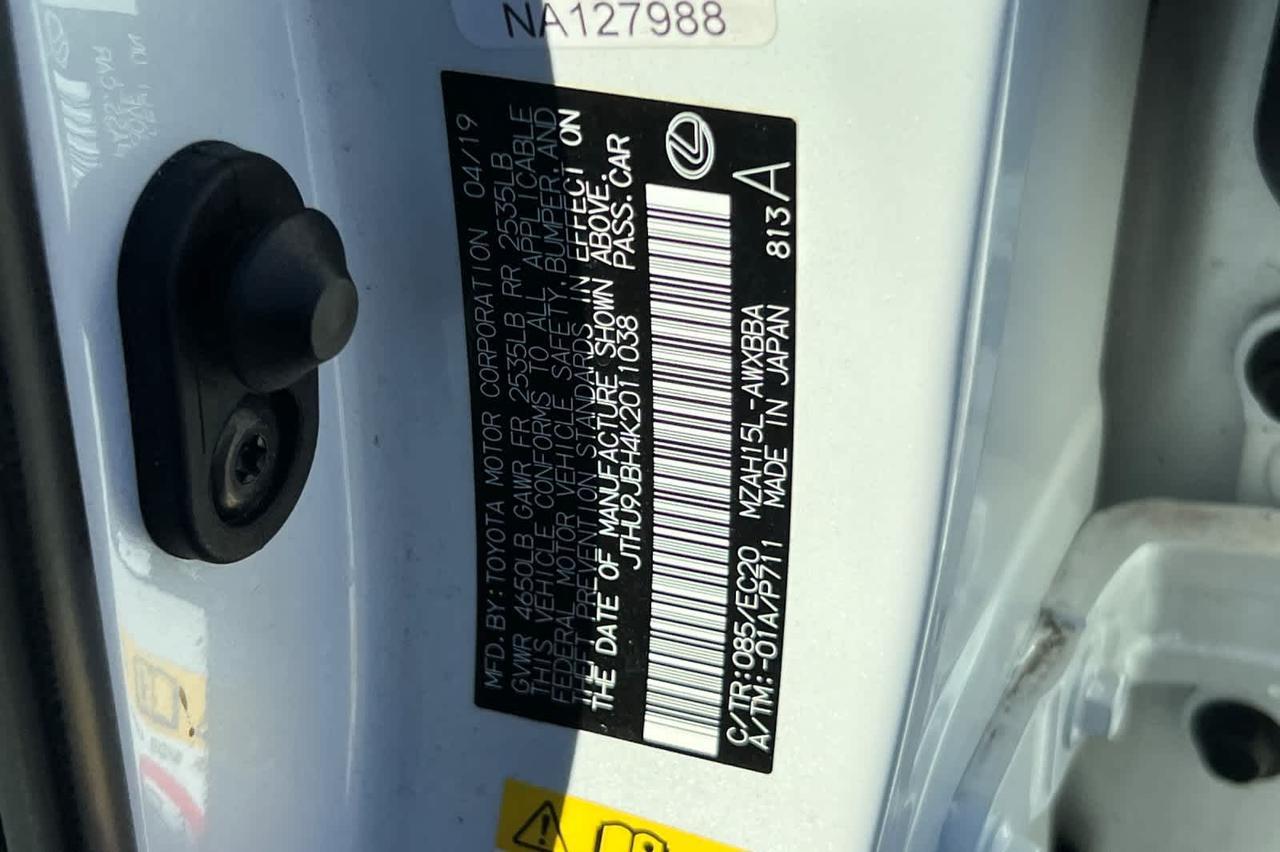 NA127988
MFD.BY:TOYOTA MOTOR CORPORATION 04/19
GVWR 4650LB GAWR FR 2535LB RR 2535LB
THIS VEHICLE CONFORMS TO ALL APPLICABLE
FEDERAL MOTOR VEHICLE SAFETY,BUMPER,AND
THEFT PREVENTION STANDARDS IN EFFECT ON
THE DATE OF MANUFACTURE SHOWN ABOVE.
JTHU9JBH4K2011038 PASS.CAR
C/TR:085/EC20 MZAH15L-AWXBBA 813A
A/TM:-01A/P711 MADE IN JAPAN